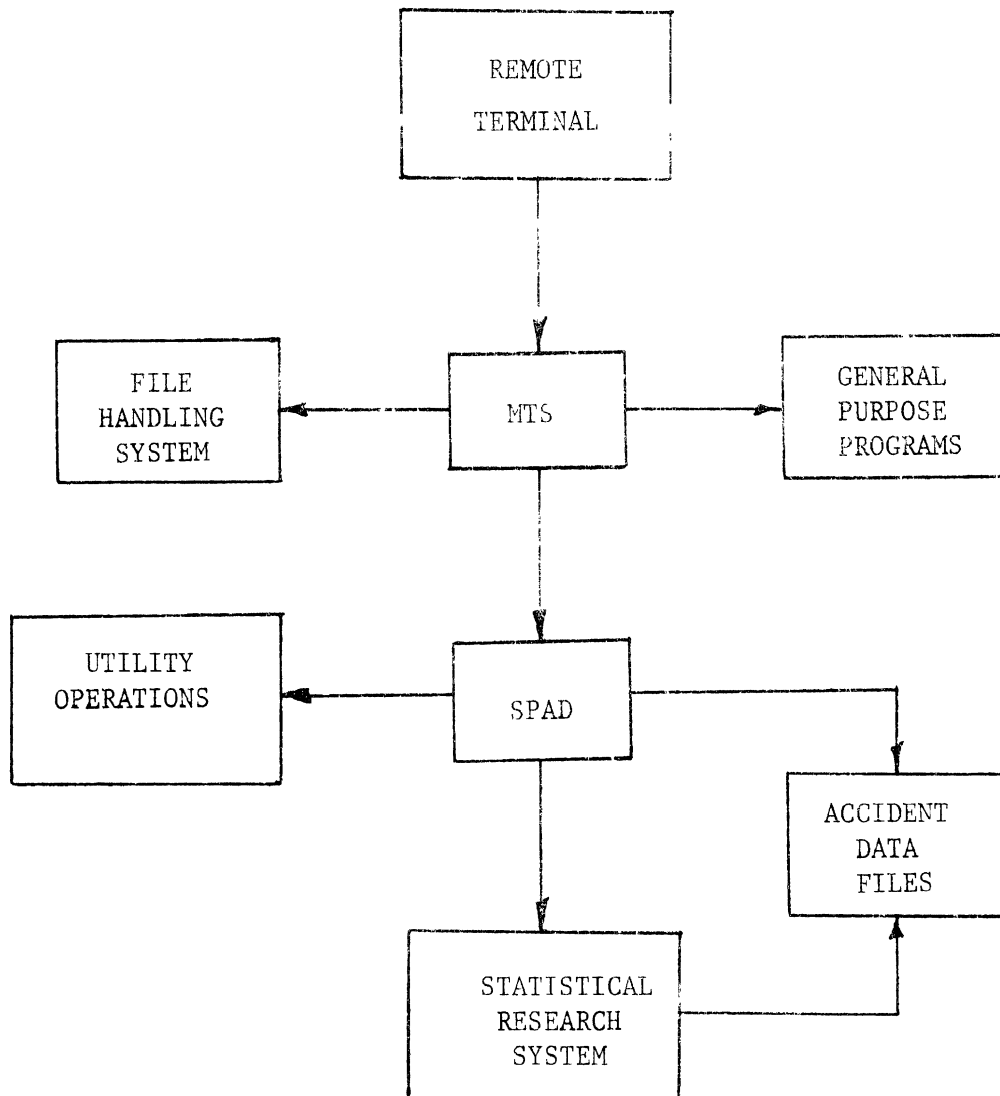 REMOTE
TERMINAL
FILE
HANDLING
SYSTEM
MTS
GENERAL
PURPOSE
PROGRAMS
UTILITY
OPERATIONS
SPAD
ACCIDENT
DATA
FILES
STATISTICAL
RESEARCH
SYSTEM